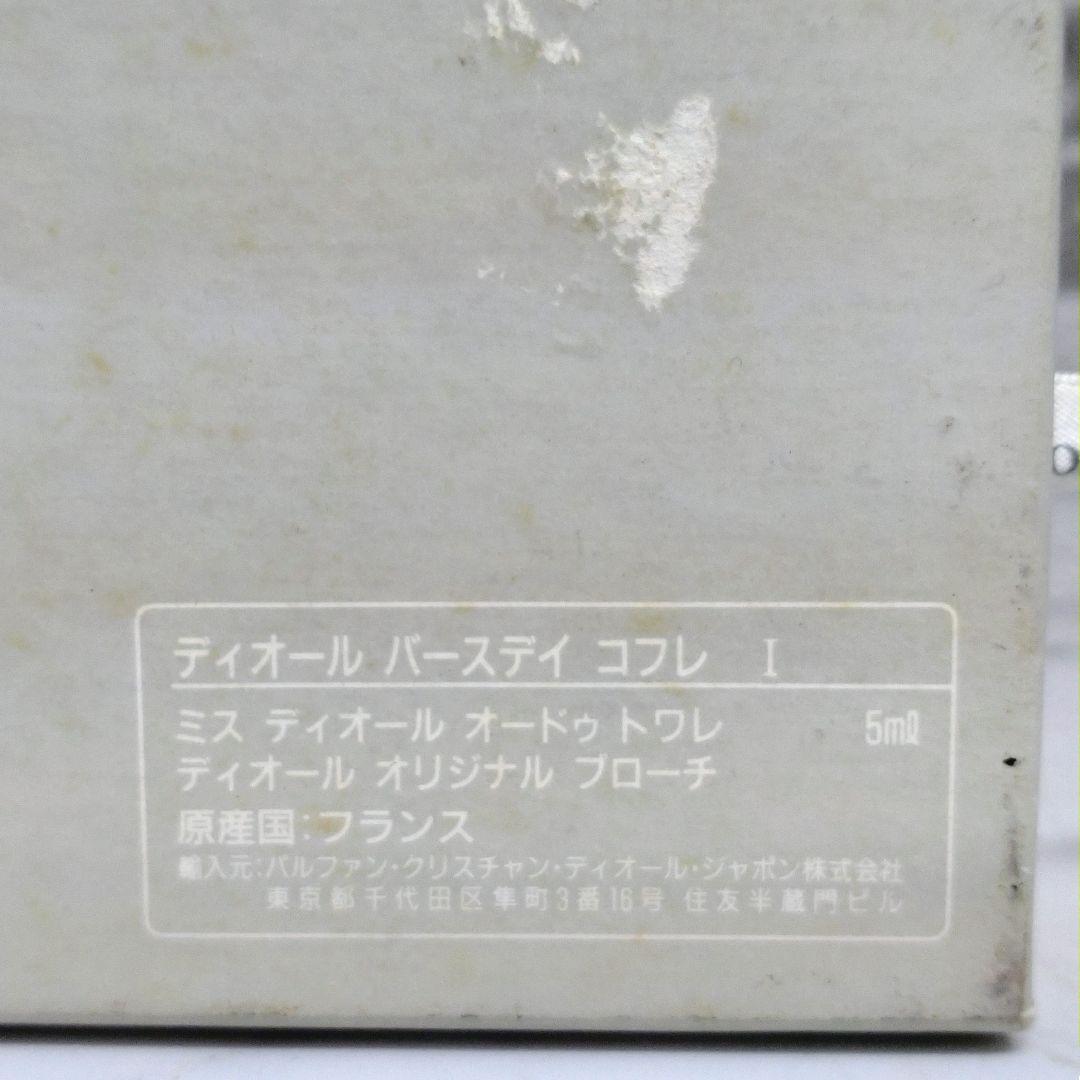 ディオール バースデイ コフレ I
ミス ディオール オードゥ トワレ 5mℓ
ディオール オリジナル ブローチ
原産国:フランス
輸入元:パルファン・クリスチャン・ディオール・ジャポン株式会社
東京都千代田区隼町3番16号 住友半蔵門ビル